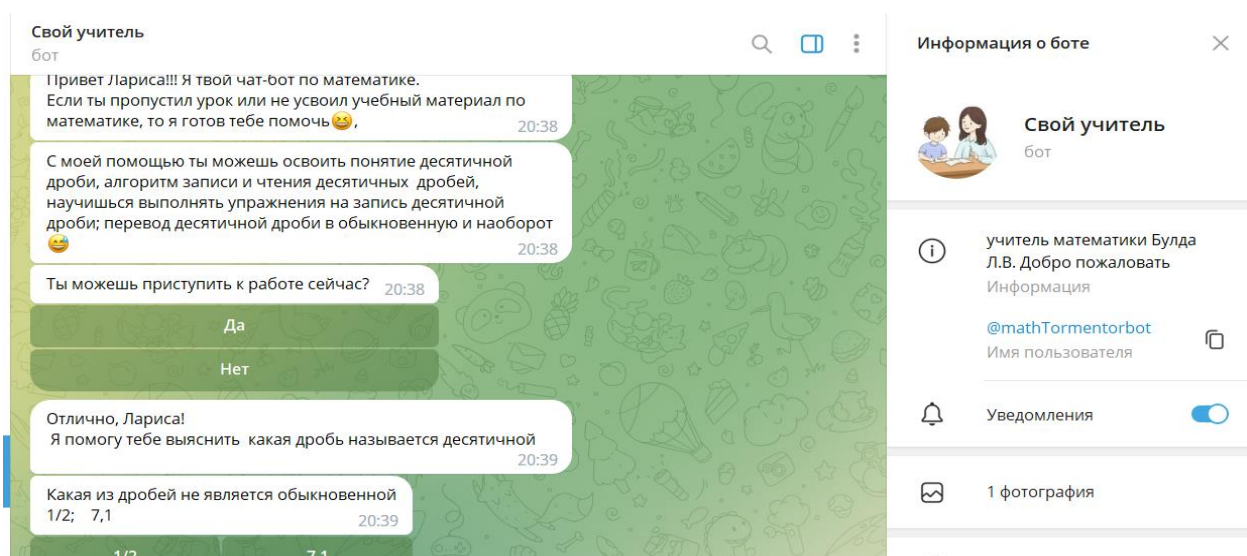 Свой учитель
бот
Привет Лариса!!! Я твой чат-бот по математике.
Если ты пропустил урок или не усвоил учебный материал по
математике, то я готов тебе помочь😆,
20:38
С моей помощью ты можешь освоить понятие десятичной
дроби, алгоритм записи и чтения десятичных дробей,
научишься выполнять упражнения на запись десятичной
дроби; перевод десятичной дроби в обыкновенную и наоборот
😅
20:38
Ты можешь приступить к работе сейчас? 20:38
Да
Нет
Отлично, Лариса!
Я помогу тебе выяснить какая дробь называется десятичной
20:39
Какая из дробей не является обыкновенной
1/2; 7,1
20:39
1/2 7,1
Информация о боте
Свой учитель
бот
учитель математики Булда
Л.В. Добро пожаловать
Информация
@mathTormentorbot
Имя пользователя
Уведомления
1 фотография